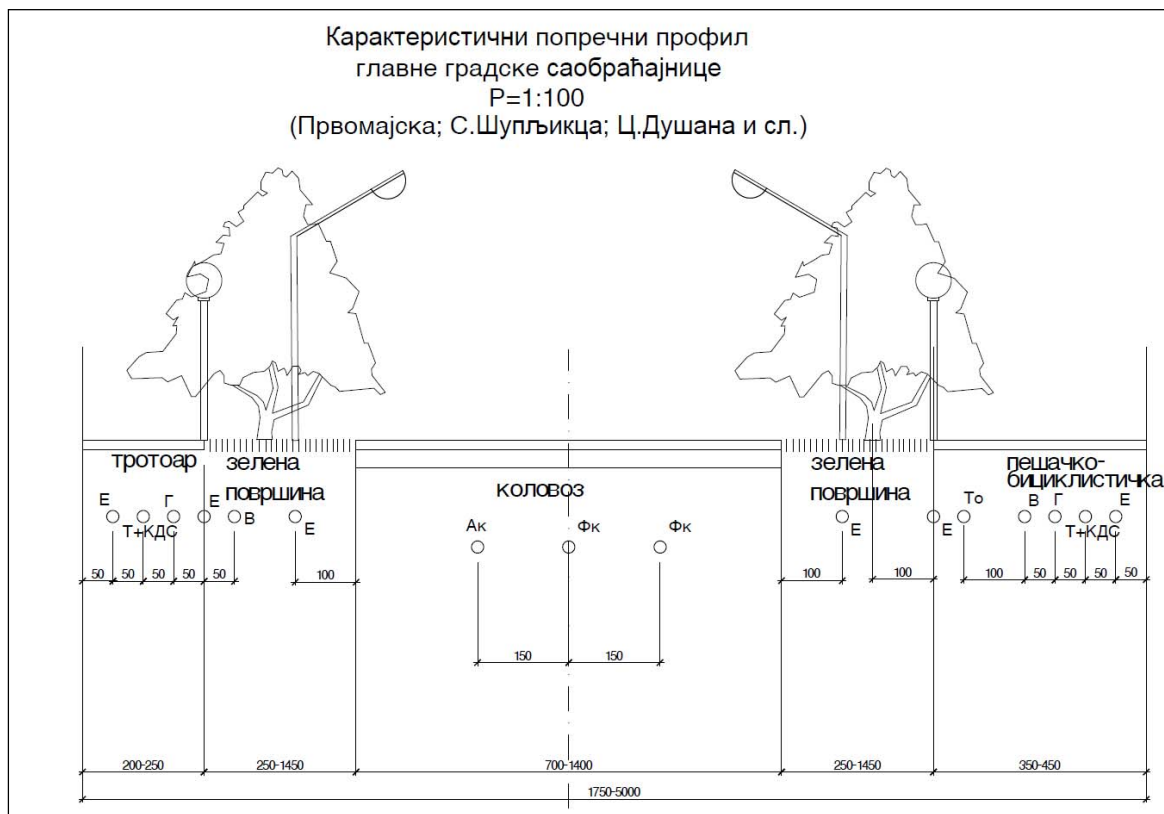 Карактеристични попречни профил
главне градске саобраћајнице
Р=1:100
(Првомајска; С.Шупљикца; Ц.Душана и сл.)
тротоар
зелена
површина
коловоз
зелена
површина
пешачко-
бициклистичка
Е
Т+КДС
Г
Е
В
Е
Ак
Фк
Фк
Е
Е
То
В
Г
Т+КДС
Е
50
50
50
50
50
100
100
100
100
50
50
50
150
150
200-250
250-1450
700-1400
250-1450
350-450
1750-5000